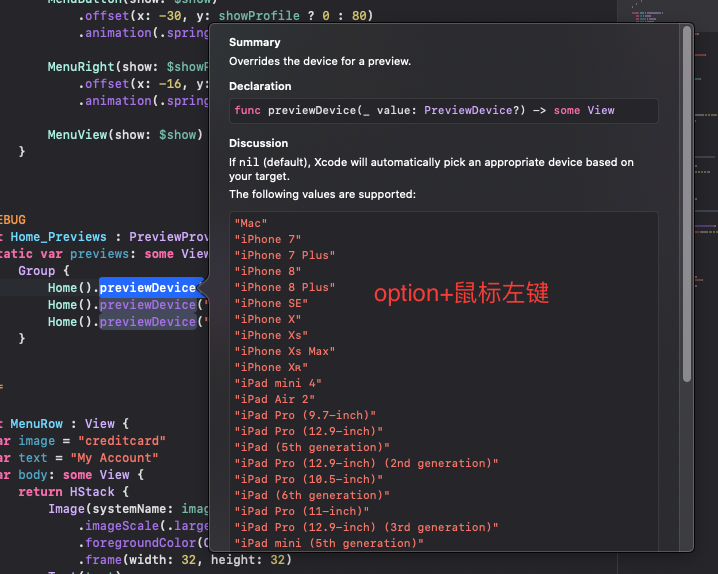 MenuButton(show: $show)
.offset(x: -30, y: showProfile ? 0 : 80)
.animation(.spring
MenuRight(show: $showP
.offset(x: -16, y:
.animation(.spring
MenuView(show: $show)
}
EBUG
t Home_Previews : PreviewProv
tatic var previews: some View
Group {
Home().previewDevice
Home().previewDevice("
Home().previewDevice("
}
t MenuRow : View {
ar image = "creditcard"
ar text = "My Account"
ar body: some View {
return HStack {
Image(systemName: imag
.imageScale(.large
.foregroundColor(C
.frame(width: 32, height: 32)
Summary
Overrides the device for a preview.
Declaration
func previewDevice(_ value: PreviewDevice?) -> some View
Discussion
If nil (default), Xcode will automatically pick an appropriate device based on
your target.
The following values are supported:
"Mac"
"iPhone 7"
"iPhone 7 Plus"
"iPhone 8"
"iPhone 8 Plus"
"iPhone SE"
"iPhone X"
"iPhone Xs"
"iPhone Xs Max"
"iPhone Xʀ"
"iPad mini 4"
"iPad Air 2"
"iPad Pro (9.7-inch)"
"iPad Pro (12.9-inch)"
"iPad (5th generation)"
"iPad Pro (12.9-inch) (2nd generation)"
"iPad Pro (10.5-inch)"
"iPad (6th generation)"
"iPad Pro (11-inch)"
"iPad Pro (12.9-inch) (3rd generation)"
"iPad mini (5th generation)"
option+鼠标左键